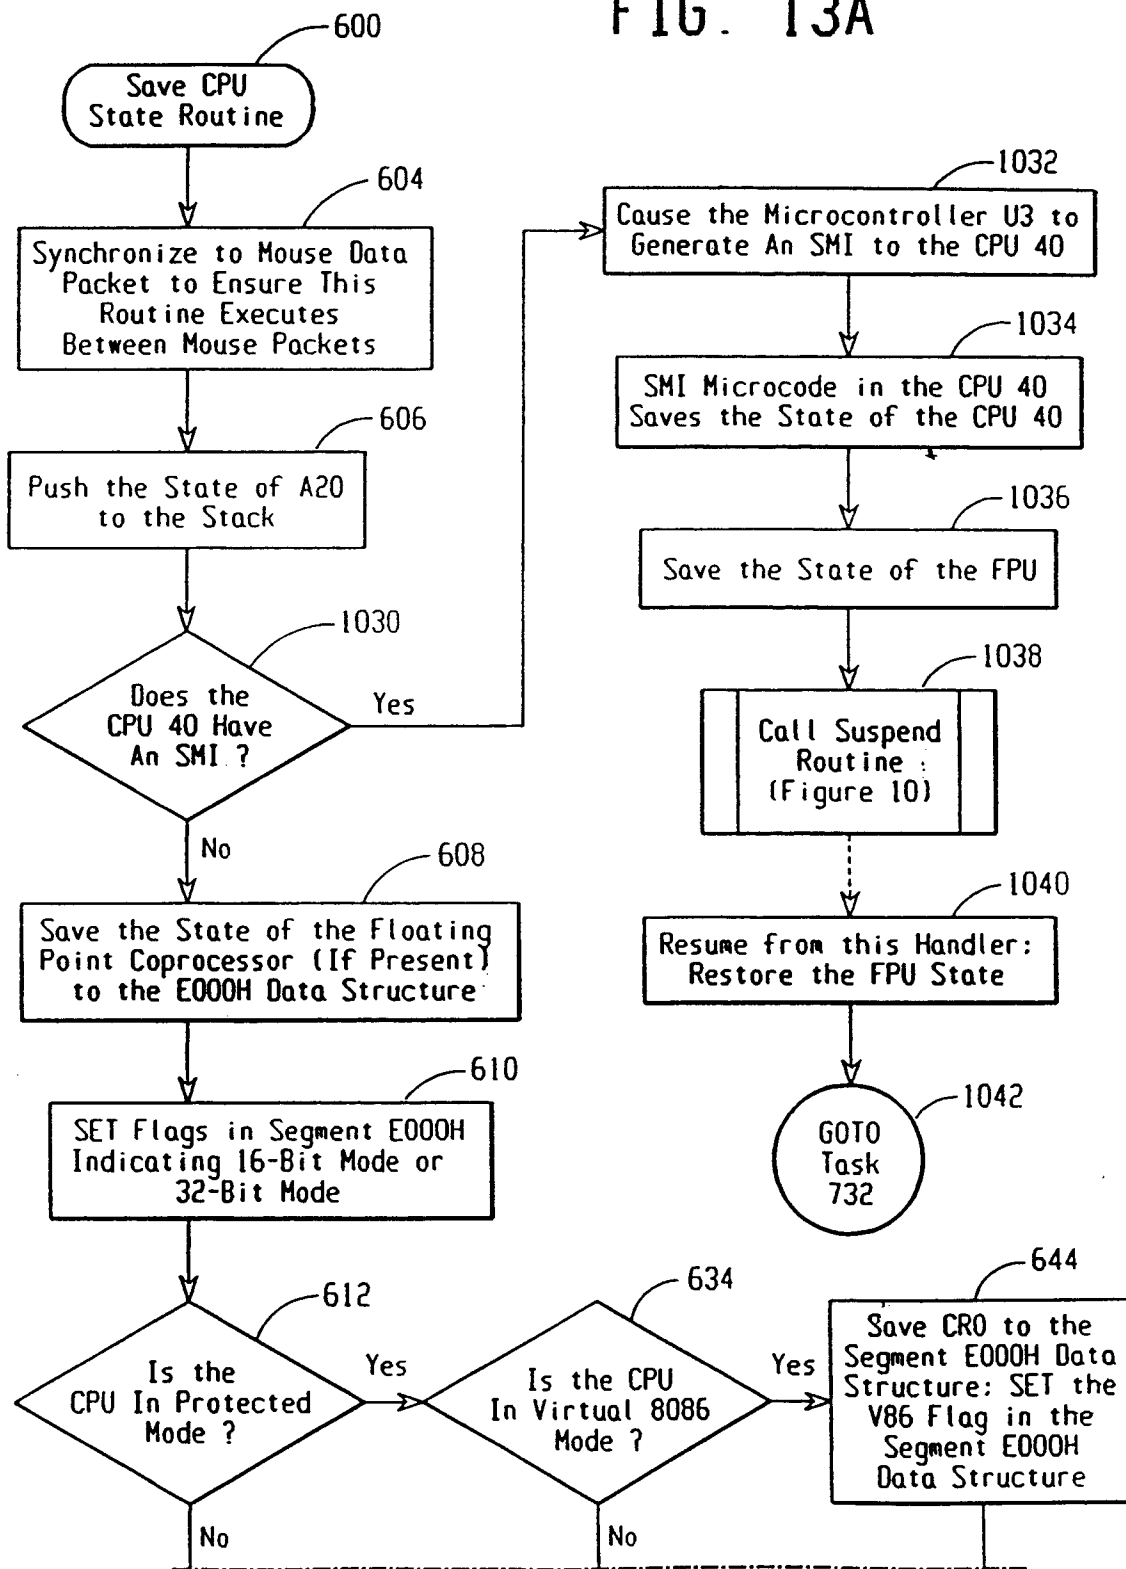 FIG. 13A
600
Save CPU
State Routine
604
Synchronize to Mouse Data
Packet to Ensure This
Routine Executes
Between Mouse Packets
606
Push the State of A20
to the Stack
1030
Does the
CPU 40 Have
An SMI ?
Yes
No
608
Save the State of the Floating
Point Coprocessor (If Present)
to the E000H Data Structure
610
SET Flags in Segment E000H
Indicating 16-Bit Mode or
32-Bit Mode
612
Is the
CPU In Protected
Mode ?
Yes
No
634
Is the CPU
In Virtual 8086
Mode ?
Yes
No
644
Save CR0 to the
Segment E000H Data
Structure; SET the
V86 Flag in the
Segment E000H
Data Structure
1032
Cause the Microcontroller U3 to
Generate An SMI to the CPU 40
1034
SMI Microcode in the CPU 40
Saves the State of the CPU 40
1036
Save the State of the FPU
1038
Call Suspend
Routine
(Figure 10)
1040
Resume from this Handler:
Restore the FPU State
1042
GOTO
Task
732